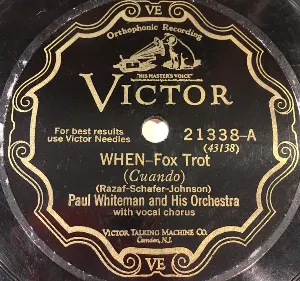 VE
Orthophonic Recording
"HIS MASTER'S VOICE"
VICTOR
For best results
use Victor Needles
21338-A
(43138)
WHEN-Fox Trot
(Cuando)
(Razaf-Schafer-Johnson)
Paul Whiteman and His Orchestra
with vocal chorus
VICTOR TALKING MACHINE CO.
Camden, N.J.
VE